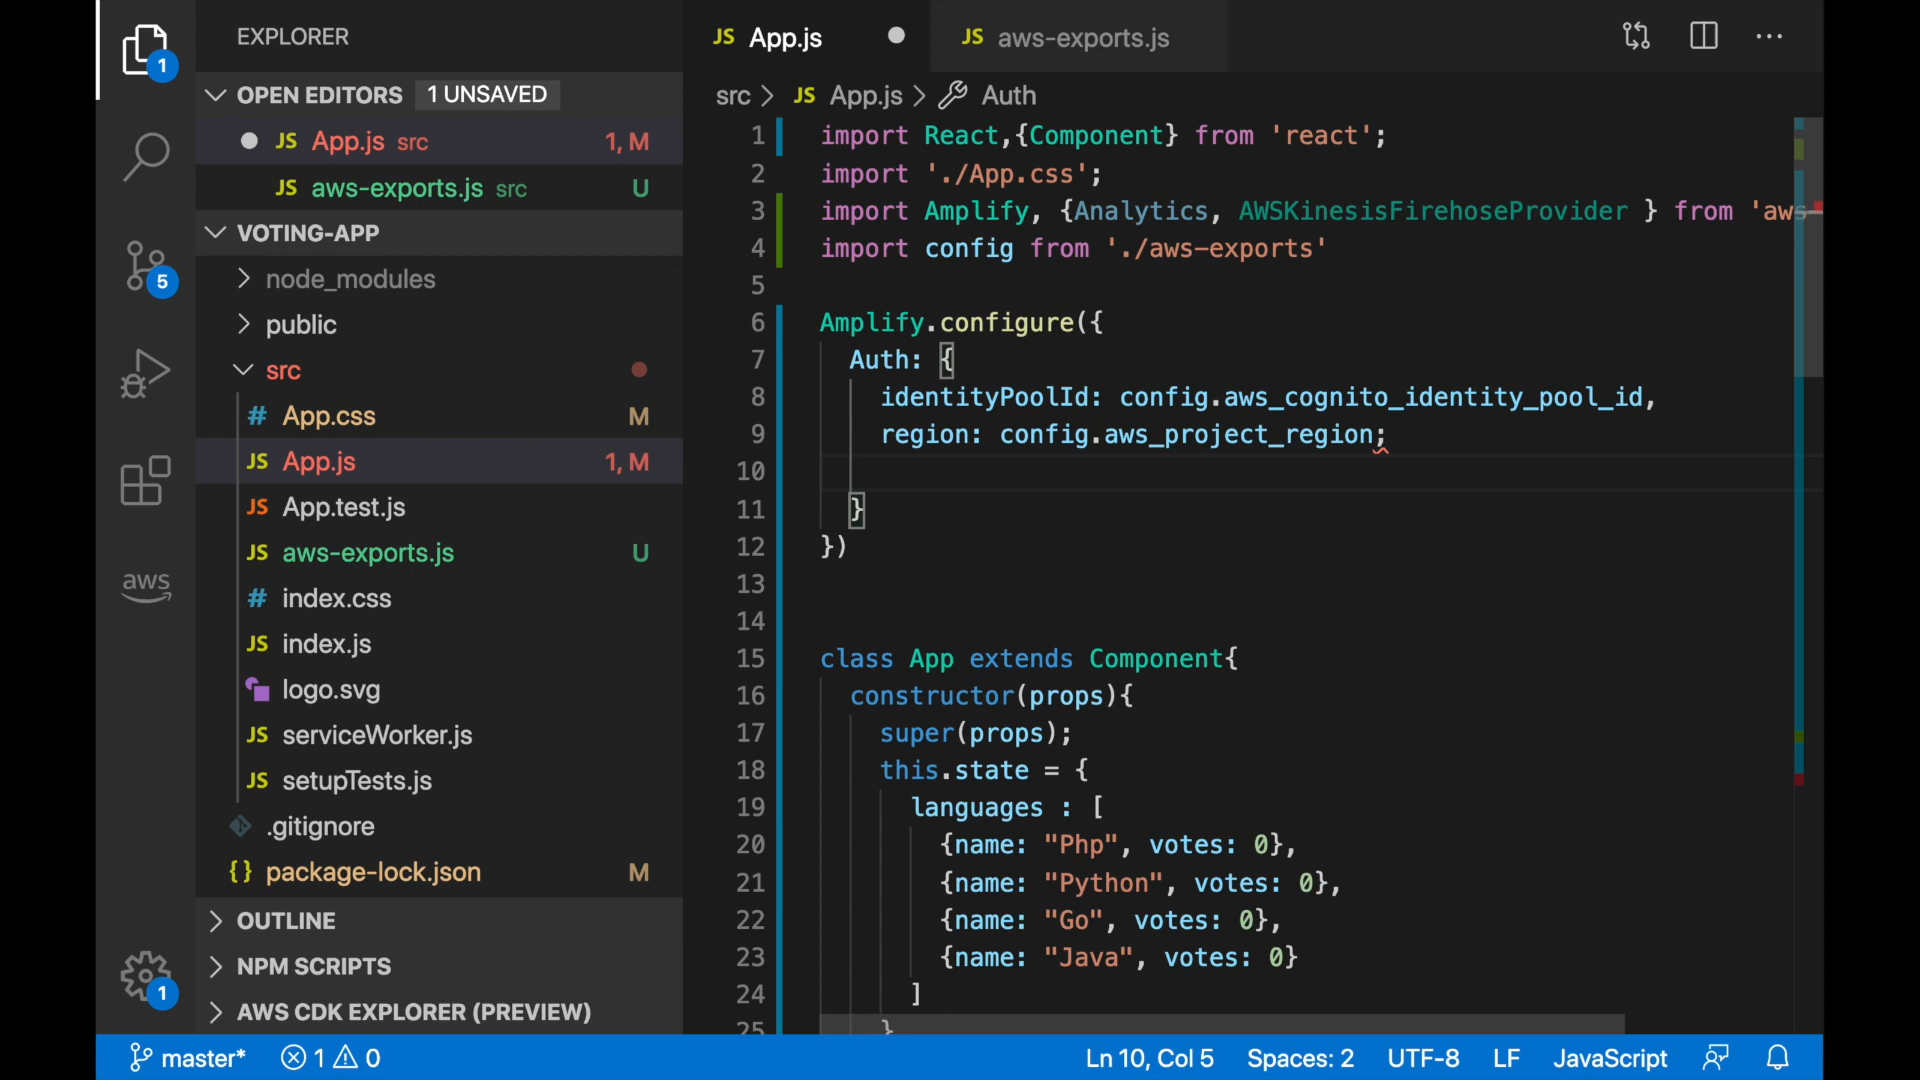 EXPLORER
OPEN EDITORS 1 UNSAVED
JS App.js src 1, M
JS aws-exports.js src U
VOTING-APP
node_modules
public
src
# App.css M
JS App.js 1, M
JS App.test.js
JS aws-exports.js U
# index.css
JS index.js
logo.svg
JS serviceWorker.js
JS setupTests.js
.gitignore
{} package-lock.json M
OUTLINE
NPM SCRIPTS
AWS CDK EXPLORER (PREVIEW)
1
5
aws
1
JS App.js
JS aws-exports.js
src > JS App.js > Auth
1 import React,{Component} from 'react';
2 import './App.css';
3 import Amplify, {Analytics, AWSKinesisFirehoseProvider } from 'aws-
4 import config from './aws-exports'
5
6 Amplify.configure({
7 Auth: {
8 identityPoolId: config.aws_cognito_identity_pool_id,
9 region: config.aws_project_region;
10
11 }
12 })
13
14
15 class App extends Component{
16 constructor(props){
17 super(props);
18 this.state = {
19 languages : [
20 {name: "Php", votes: 0},
21 {name: "Python", votes: 0},
22 {name: "Go", votes: 0},
23 {name: "Java", votes: 0}
24 ]
25 }
master* 1 0 Ln 10, Col 5 Spaces: 2 UTF-8 LF JavaScript